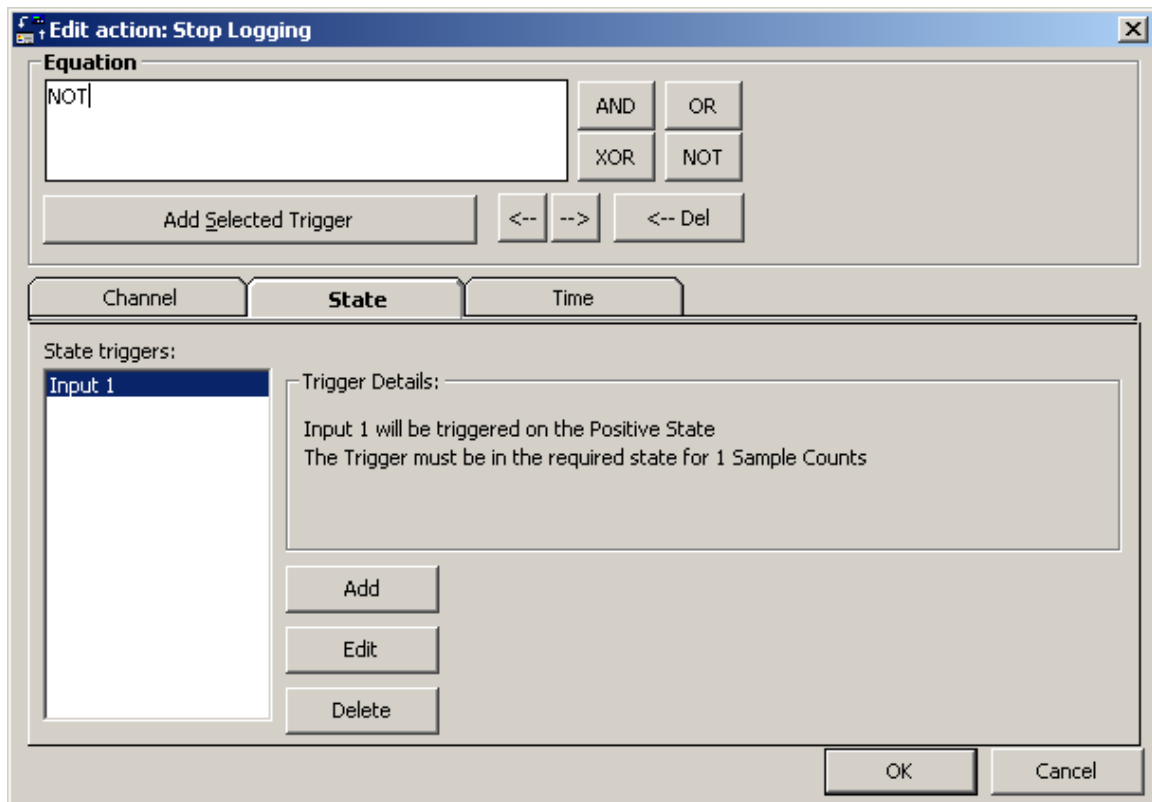 Edit action: Stop Logging
Equation
NOT
AND
OR
XOR
NOT
Add Selected Trigger
<--
-->
<-- Del
Channel
State
Time
State triggers:
Input 1
Trigger Details:
Input 1 will be triggered on the Positive State
The Trigger must be in the required state for 1 Sample Counts
Add
Edit
Delete
OK
Cancel